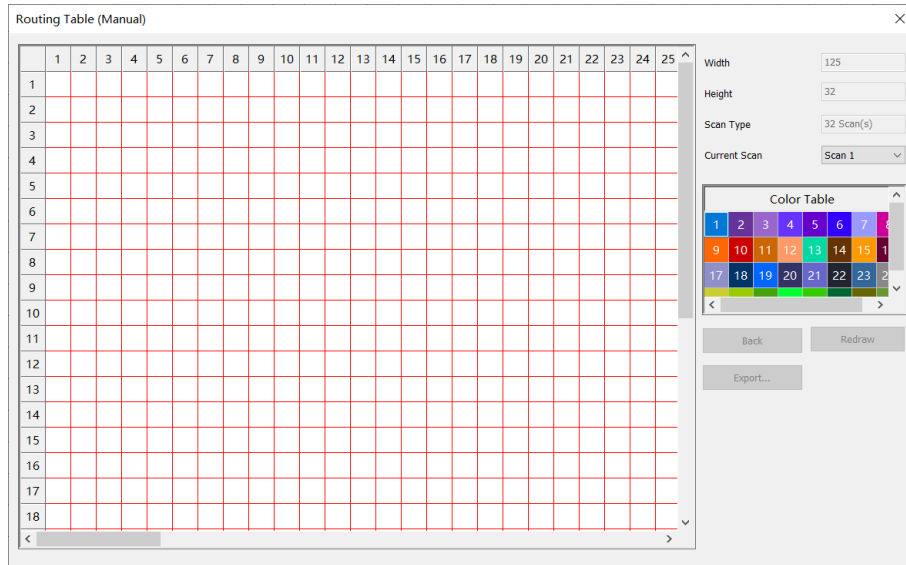 Routing Table (Manual)
1 2 3 4 5 6 7 8 9 10 11 12 13 14 15 16 17 18 19 20 21 22 23 24 25
1
2
3
4
5
6
7
8
9
10
11
12
13
14
15
16
17
18
Width 125
Height 32
Scan Type 32 Scan(s)
Current Scan Scan 1
Color Table
1 2 3 4 5 6 7
9 10 11 12 13 14 15
17 18 19 20 21 22 23
Back Redraw
Export...